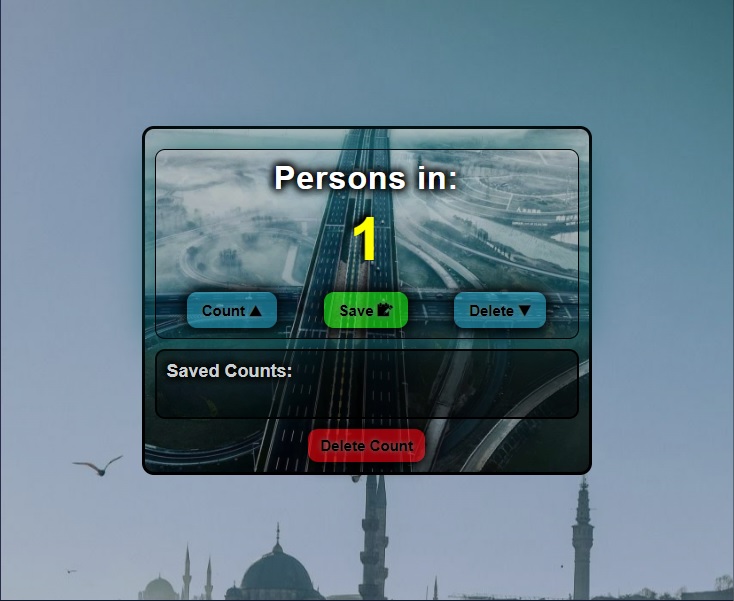 Persons in:
1
Count ▲
Save
Delete ▼
Saved Counts:
Delete Count